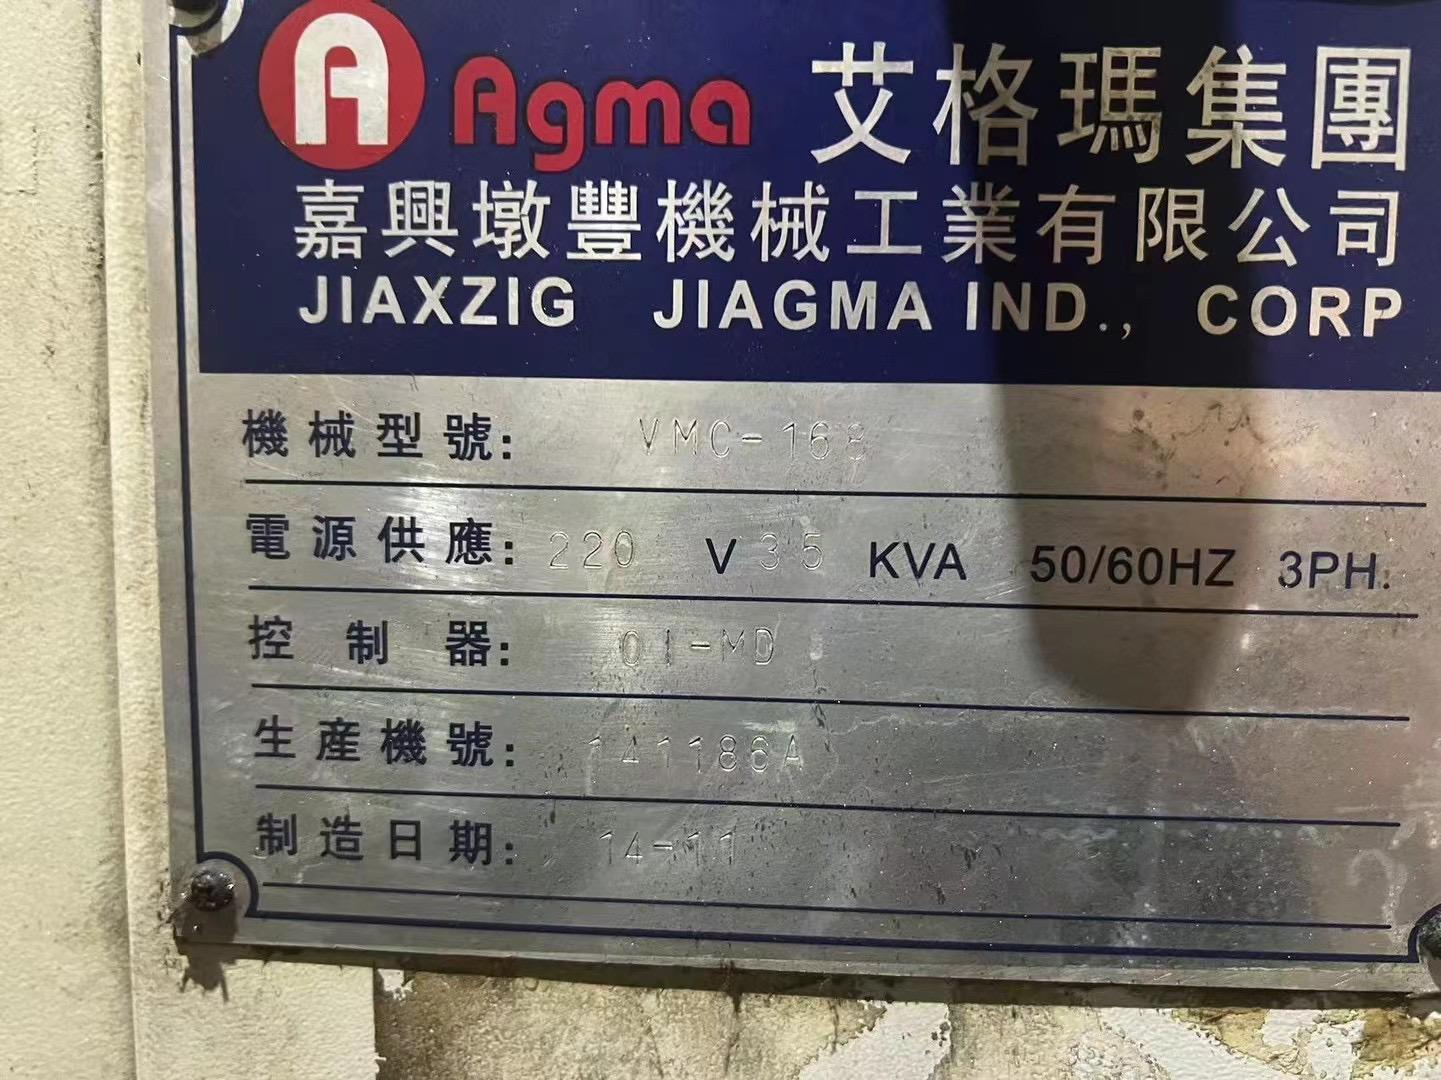 A Agma 艾格瑪集團
嘉興墩豐機械工業有限公司
JIAXZIG JIAGMA IND., CORP
機械型號: VMC-168
電源供應: 220 V 35 KVA 50/60HZ 3PH.
控制器: OI-MD
生産機號: 141186A
制造日期: 14-11